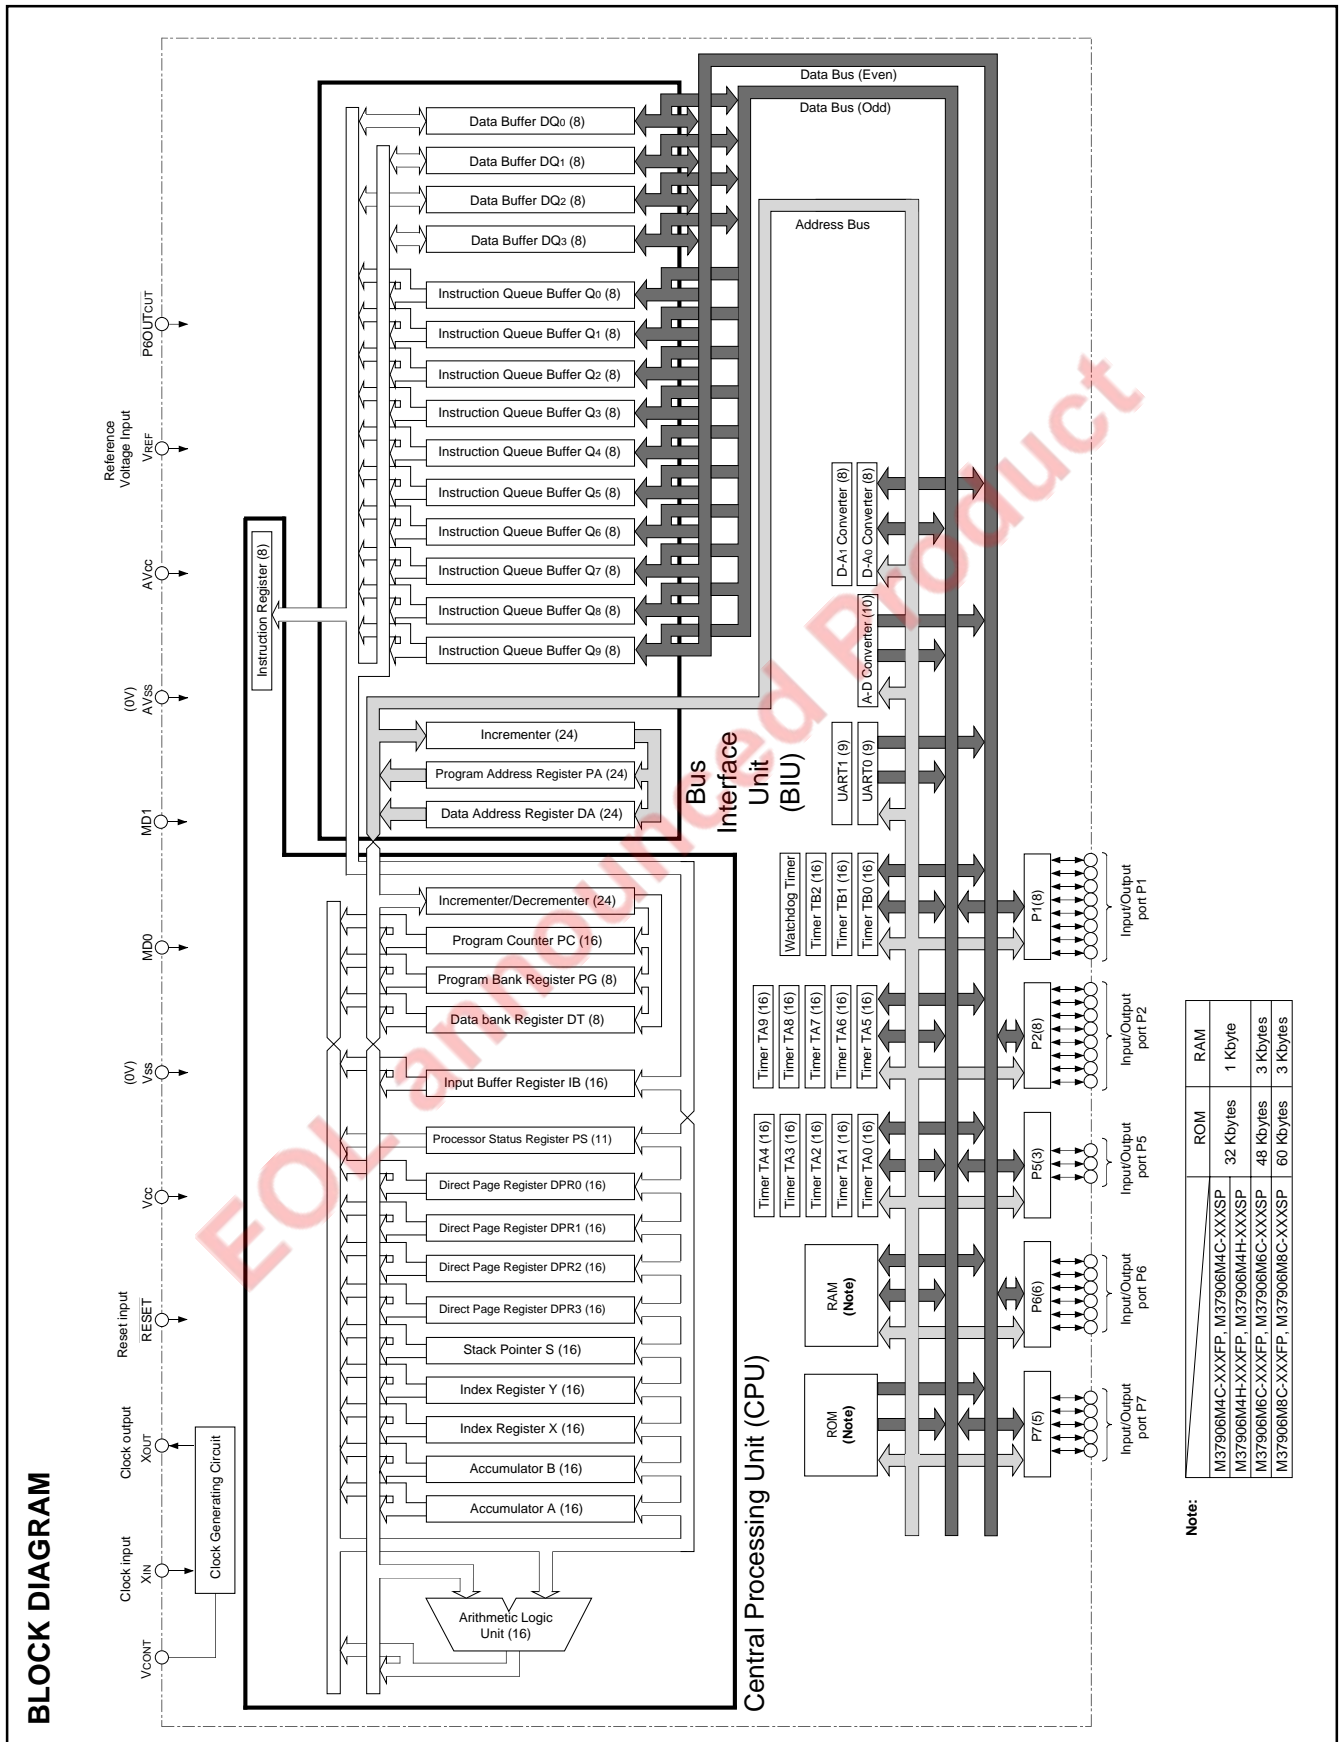 BLOCK DIAGRAM
Data Bus (Even)
Data Bus (Odd)
Address Bus
Data Buffer DQ0 (8)
Data Buffer DQ1 (8)
Data Buffer DQ2 (8)
Data Buffer DQ3 (8)
Instruction Queue Buffer Q0 (8)
Instruction Queue Buffer Q1 (8)
Instruction Queue Buffer Q2 (8)
Instruction Queue Buffer Q3 (8)
Instruction Queue Buffer Q4 (8)
Instruction Queue Buffer Q5 (8)
Instruction Queue Buffer Q6 (8)
Instruction Queue Buffer Q7 (8)
Instruction Queue Buffer Q8 (8)
Instruction Queue Buffer Q9 (8)
Incrementer (24)
Program Address Register PA (24)
Data Address Register DA (24)
Bus
Interface
Unit
(BIU)
Instruction Register (8)
Incrementer/Decrementer (24)
Program Counter PC (16)
Program Bank Register PG (8)
Data bank Register DT (8)
Input Buffer Register IB (16)
Processor Status Register PS (11)
Direct Page Register DPR0 (16)
Direct Page Register DPR1 (16)
Direct Page Register DPR2 (16)
Direct Page Register DPR3 (16)
Stack Pointer S (16)
Index Register Y (16)
Index Register X (16)
Accumulator B (16)
Accumulator A (16)
Arithmetic Logic
Unit (16)
Central Processing Unit (CPU)
P6OUTCUT
Reference
Voltage Input
VREF
AVcc
(0V)
AVss
MD1
MD0
(0V)
Vss
Vcc
Reset input
RESET
Clock output
XOUT
Clock input
XIN
VCONT
Clock Generating Circuit
D-A1 Converter (8)
D-A0 Converter (8)
A-D Converter (10)
UART1 (9)
UART0 (9)
Watchdog Timer
Timer TB2 (16)
Timer TB1 (16)
Timer TB0 (16)
Timer TA9 (16)
Timer TA8 (16)
Timer TA7 (16)
Timer TA6 (16)
Timer TA5 (16)
Timer TA4 (16)
Timer TA3 (16)
Timer TA2 (16)
Timer TA1 (16)
Timer TA0 (16)
RAM
(Note)
ROM
(Note)
P1(8)
Input/Output
port P1
P2(8)
Input/Output
port P2
P5(3)
Input/Output
port P5
P6(6)
Input/Output
port P6
P7(5)
Input/Output
port P7
Note:
ROM RAM
M37906M4C-XXXFP, M37906M4C-XXXSP
32 Kbytes 1 Kbyte
M37906M4H-XXXFP, M37906M4H-XXXSP
M37906M6C-XXXFP, M37906M6C-XXXSP 48 Kbytes 3 Kbytes
M37906M8C-XXXFP, M37906M8C-XXXSP 60 Kbytes 3 Kbytes
EOL announced Product